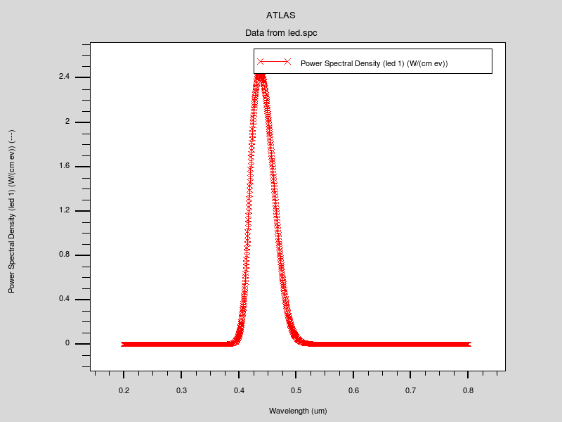 ATLAS
Data from led.spc
Power Spectral Density (led 1) (W/(cm ev))
Power Spectral Density (led 1) (W/(cm ev)) (---)
2.4
2
1.6
1.2
0.8
0.4
0
0.2 0.3 0.4 0.5 0.6 0.7 0.8
Wavelength (um)